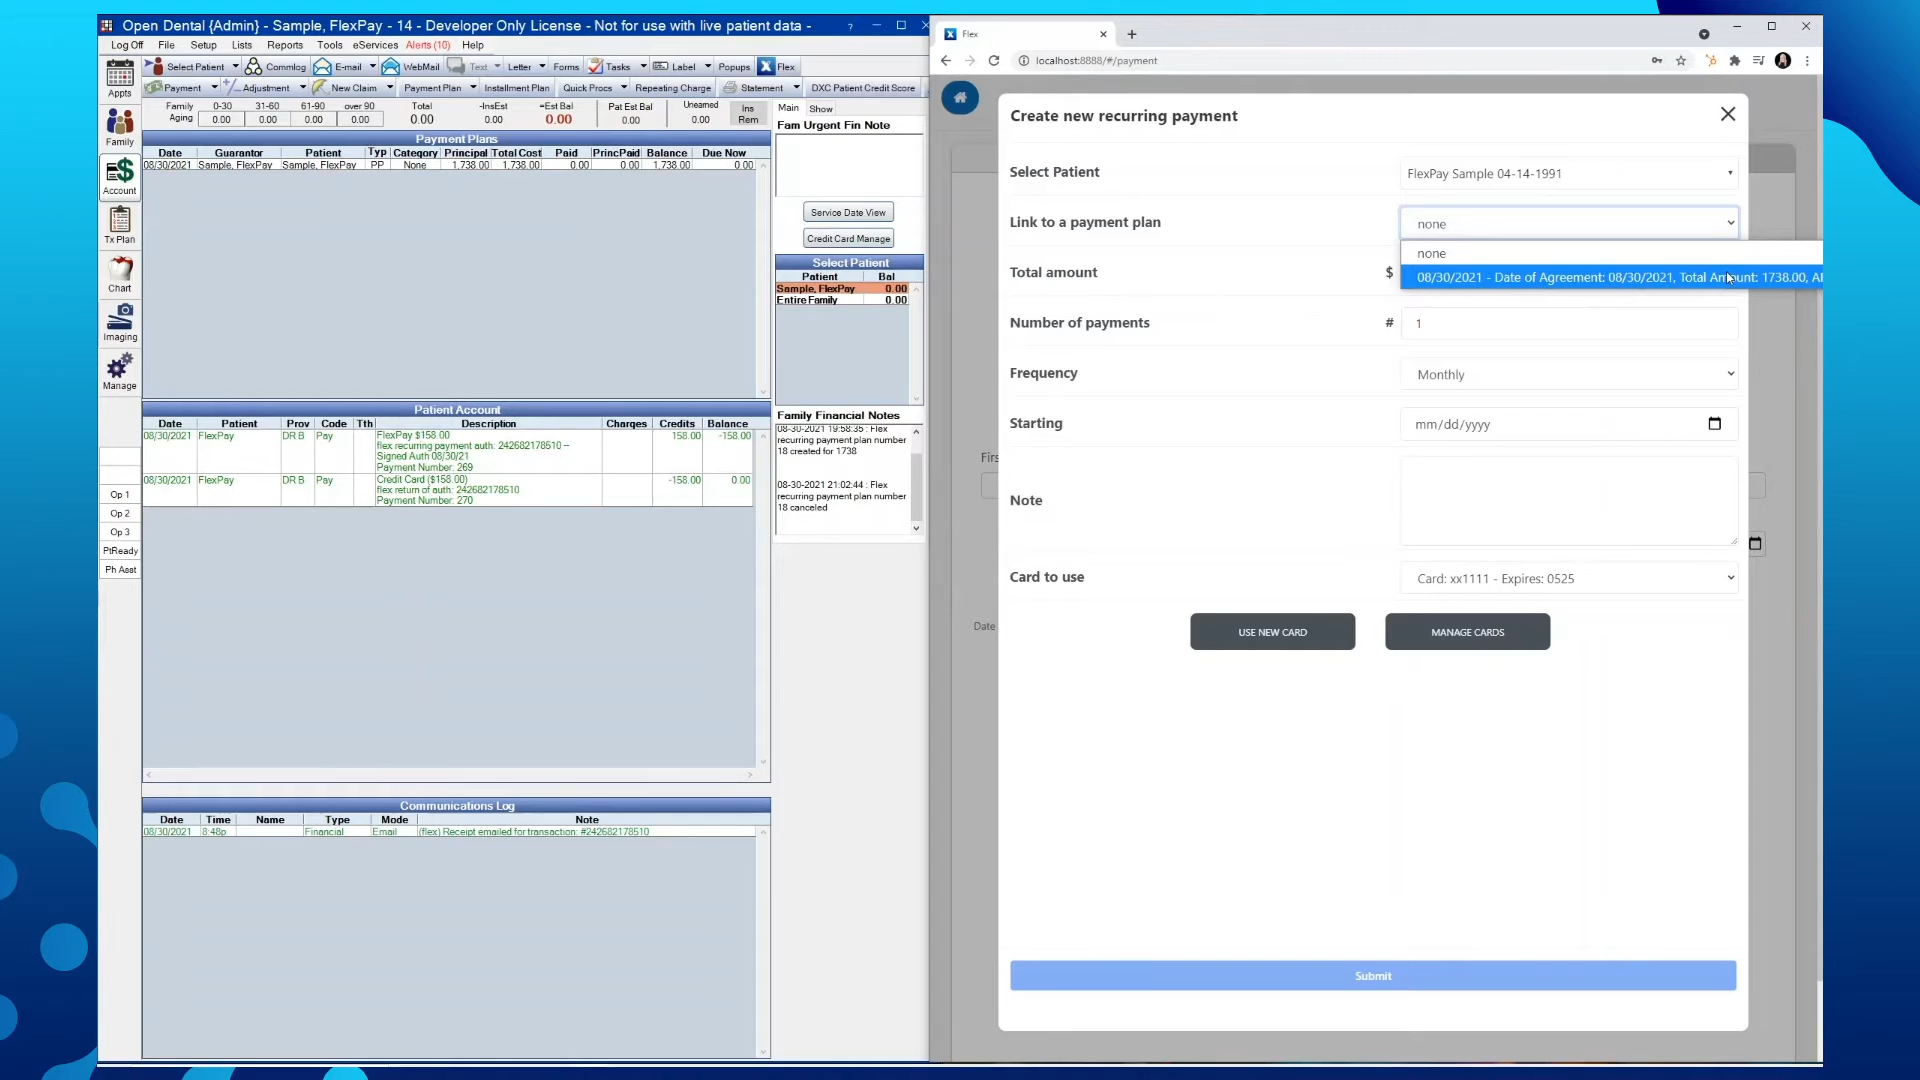 Open Dental {Admin} - Sample, FlexPay - 14 - Developer Only License - Not for use with live patient data -
Log Off File Setup Lists Reports Tools eServices Alerts (10) Help
Select Patient Commlog E-mail WebMail Text Letter Forms Tasks Label Popups Flex
Payment Adjustment New Claim Payment Plan Installment Plan Quick Procs Repeating Charge Statement DXC Patient Credit Score
Appts
Family
Account
Tx Plan
Chart
Imaging
Manage
Op 1
Op 2
Op 3
PtReady
Ph Asst
Family Aging 0-30 31-60 61-90 over 90 Total -InsEst =Est Bal Pat Est Bal Unearned Ins Rem
0.00 0.00 0.00 0.00 0.00 0.00 0.00 0.00 0.00
Payment Plans
Date Guarantor Patient Typ Category Principal Total Cost Paid PrincPaid Balance Due Now
08/30/2021 Sample, FlexPay Sample, FlexPay PP None 1,738.00 1,738.00 0.00 0.00 1,738.00 0.00
Patient Account
Date Patient Prov Code Tth Description Charges Credits Balance
08/30/2021 FlexPay DR B Pay FlexPay $158.00 158.00 -158.00
flex recurring payment auth: 242682178510 --
Signed Auth 08/30/21
Payment Number: 269
08/30/2021 FlexPay DR B Pay Credit Card ($158.00) -158.00 0.00
flex return of auth: 242682178510
Payment Number: 270
Communications Log
Date Time Name Type Mode Note
08/30/2021 8:48p Financial Email (flex) Receipt emailed for transaction: #242682178510
Main Show
Fam Urgent Fin Note
Service Date View
Credit Card Manage
Select Patient
Patient Bal
Sample, FlexPay 0.00
Entire Family 0.00
Family Financial Notes
08-30-2021 19:58:35 : Flex
recurring payment plan number
18 created for 1738
08-30-2021 21:02:44 : Flex
recurring payment plan number
18 canceled
Flex
localhost:8888/#/payment
Create new recurring payment
Select Patient FlexPay Sample 04-14-1991
Link to a payment plan none
none
08/30/2021 - Date of Agreement: 08/30/2021, Total Amount: 1738.00,
Total amount $
Number of payments # 1
Frequency Monthly
Starting mm/dd/yyyy
Note
Card to use Card: xx1111 - Expires: 0525
USE NEW CARD MANAGE CARDS
Submit
Date